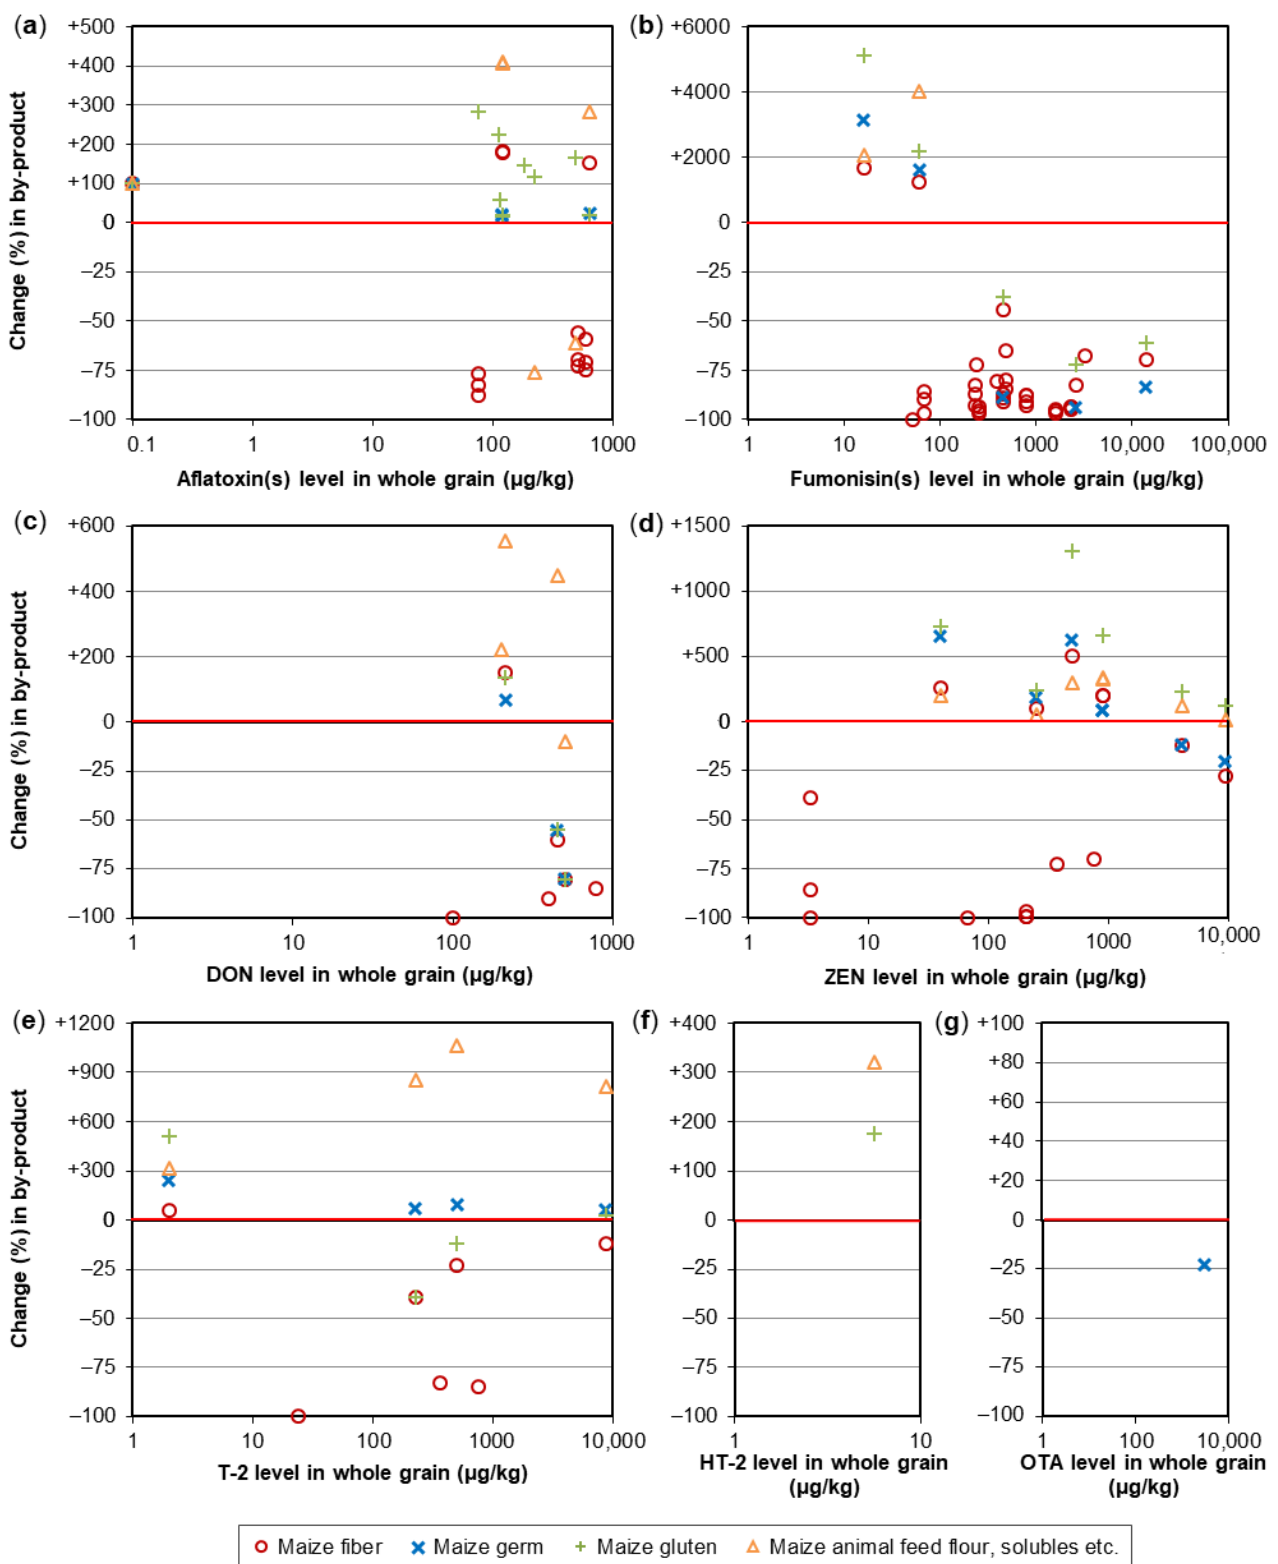 (a)
+500
+400
+300
+200
+100
0
–25
–50
–75
–100
0.1 1 10 100 1000
Aflatoxin(s) level in whole grain (µg/kg)
Change (%) in by-product
(b)
+6000
+4000
+2000
0
–25
–50
–75
–100
1 10 100 1000 10,000 100,000
Fumonisin(s) level in whole grain (µg/kg)
(c)
+600
+400
+200
0
–25
–50
–75
–100
1 10 100 1000
DON level in whole grain (µg/kg)
Change (%) in by-product
(d)
+1500
+1000
+500
0
–25
–50
–75
–100
1 10 100 1000 10,000
ZEN level in whole grain (µg/kg)
(e)
+1200
+900
+600
+300
0
–25
–50
–75
–100
1 10 100 1000 10,000
T-2 level in whole grain (µg/kg)
Change (%) in by-product
(f)
+400
+300
+200
+100
0
–25
–50
–75
–100
1 10
HT-2 level in whole grain
(µg/kg)
(g)
+100
+80
+60
+40
+20
0
–25
–50
–75
–100
1 100 10,000
OTA level in whole grain
(µg/kg)
Maize fiber Maize germ Maize gluten Maize animal feed flour, solubles etc.